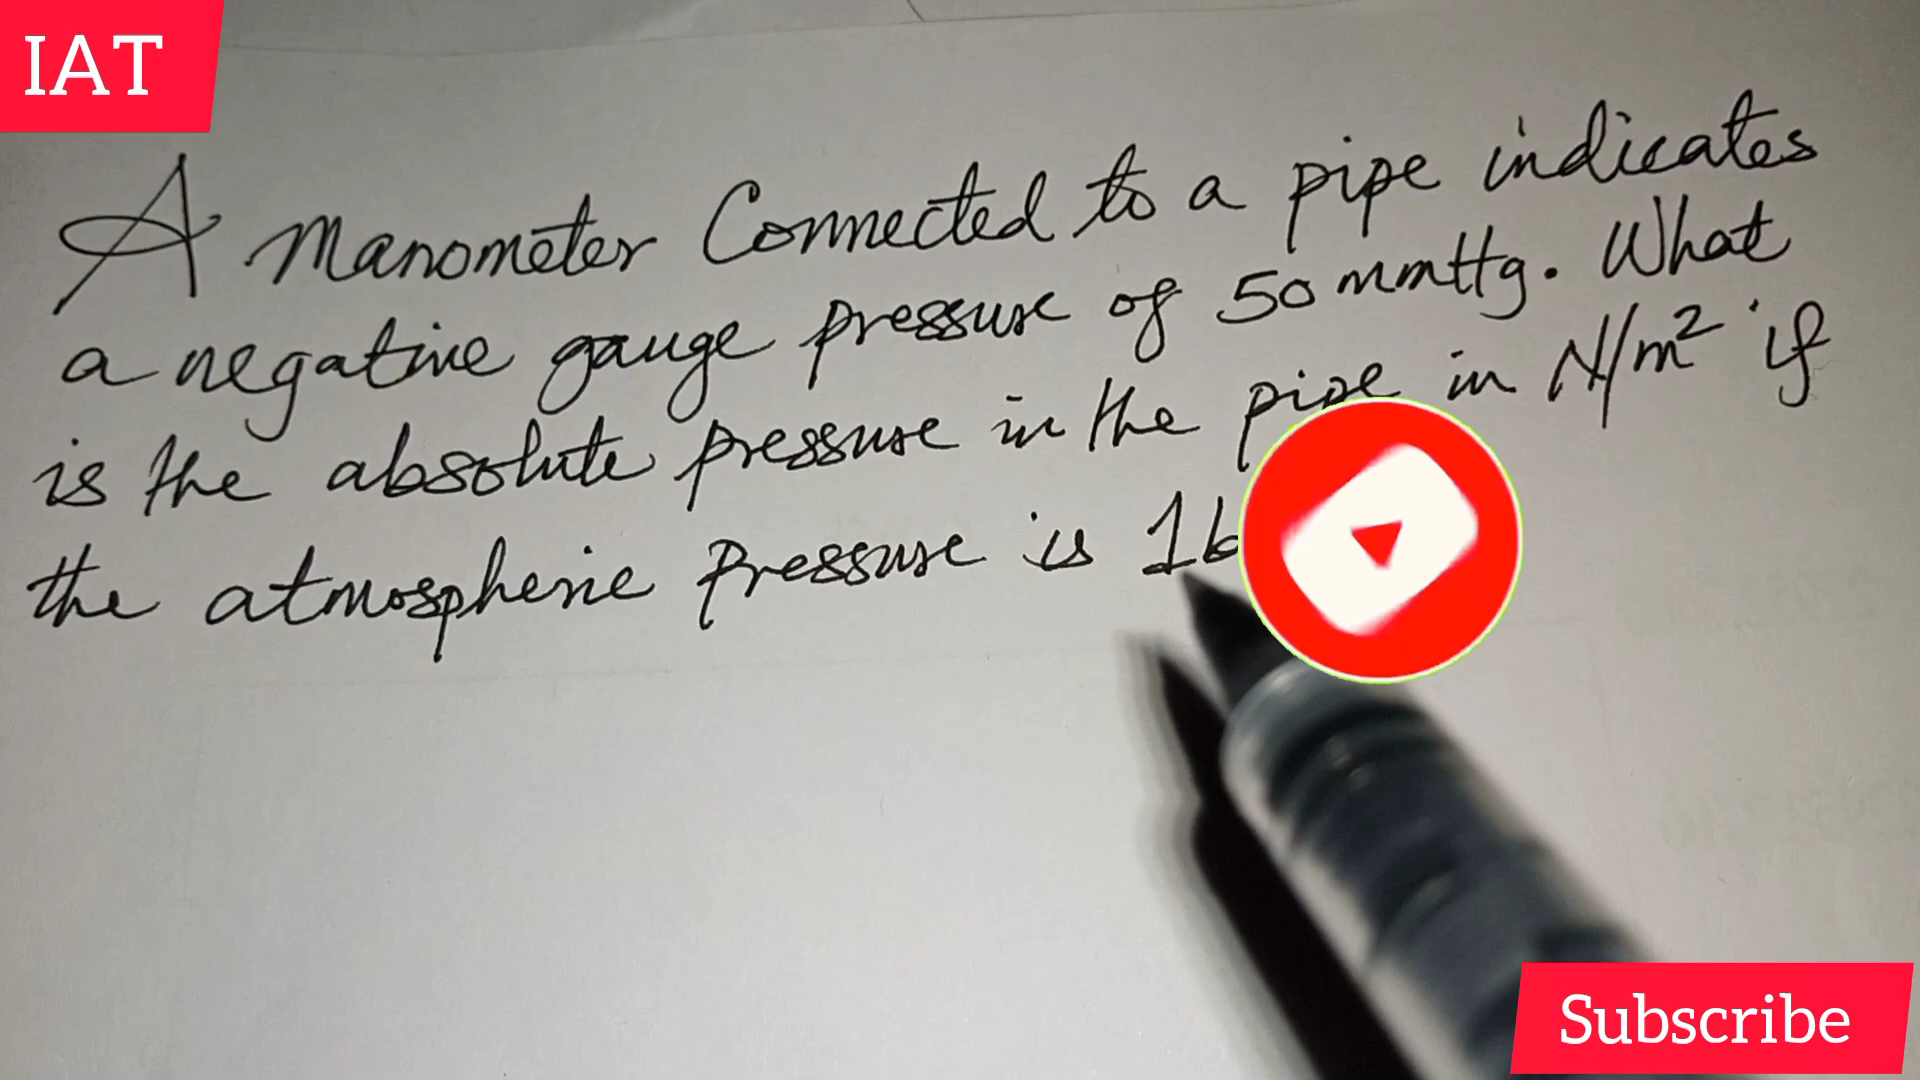 IAT
A Manometer Connected to a pipe indicates
a negative gauge pressure of 50 mmHg. What
is the absolute pressure in the pipe in N/m² if
the atmospheric pressure is 1b
Subscribe